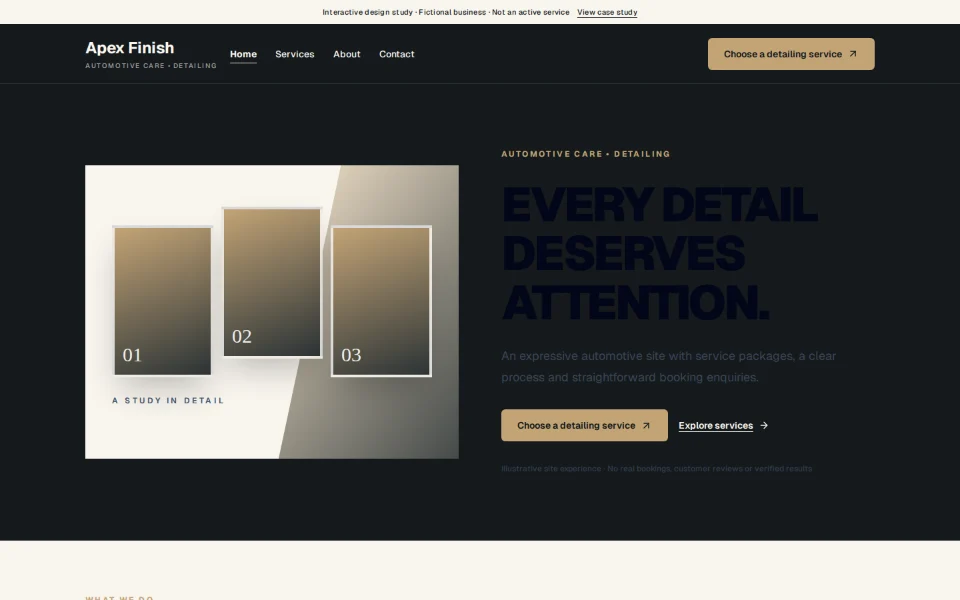 Interactive design study · Fictional business · Not an active service View case study
Apex Finish
AUTOMOTIVE CARE • DETAILING
Home Services About Contact
Choose a detailing service
AUTOMOTIVE CARE • DETAILING
EVERY DETAIL
DESERVES
ATTENTION.
An expressive automotive site with service packages, a clear
process and straightforward booking enquiries.
Choose a detailing service Explore services
Illustrative site experience · No real bookings, customer reviews or verified results
01
02
03
A STUDY IN DETAIL
WHAT WE DO